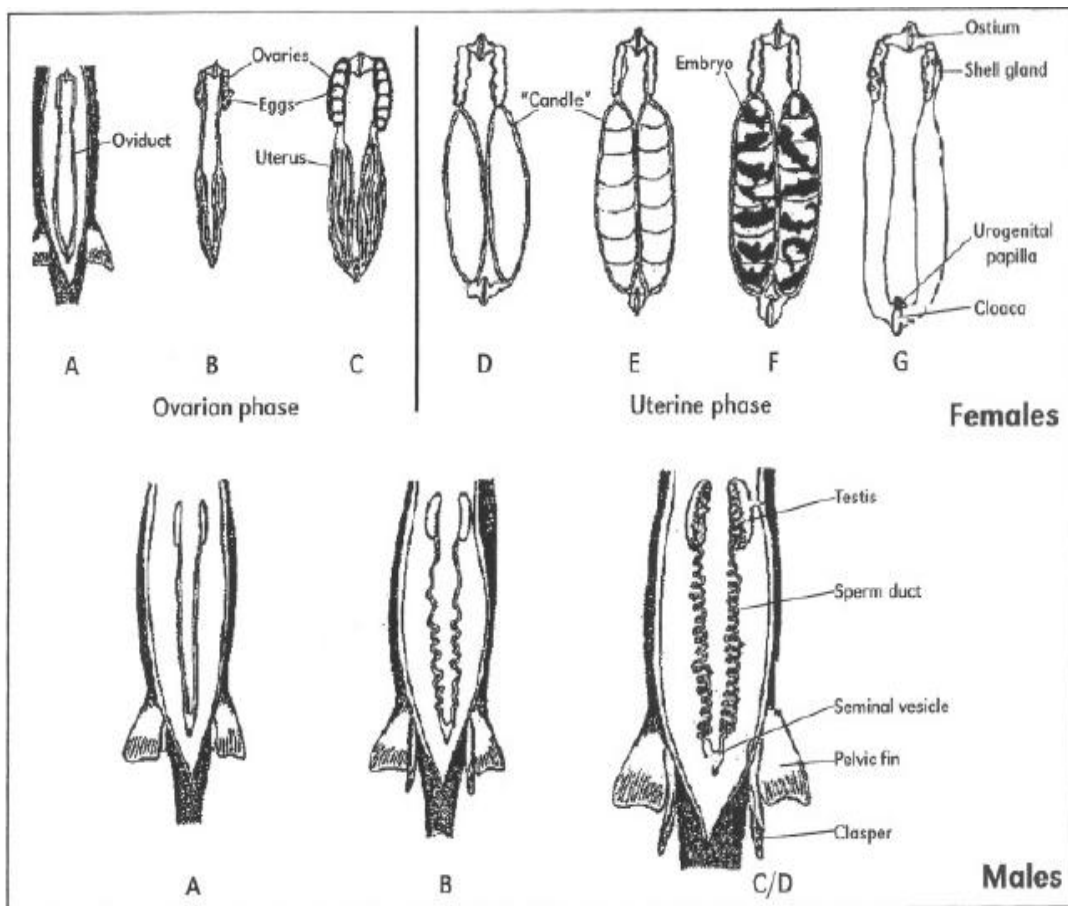 Ovaries
Eggs
Oviduct
Uterus
"Candle"
Embryo
Ostium
Shell gland
Urogenital
papilla
Cloaca
A
B
C
D
E
F
G
Ovarian phase
Uterine phase
Females
Testis
Sperm duct
Seminal vesicle
Pelvic fin
Clasper
A
B
C/D
Males